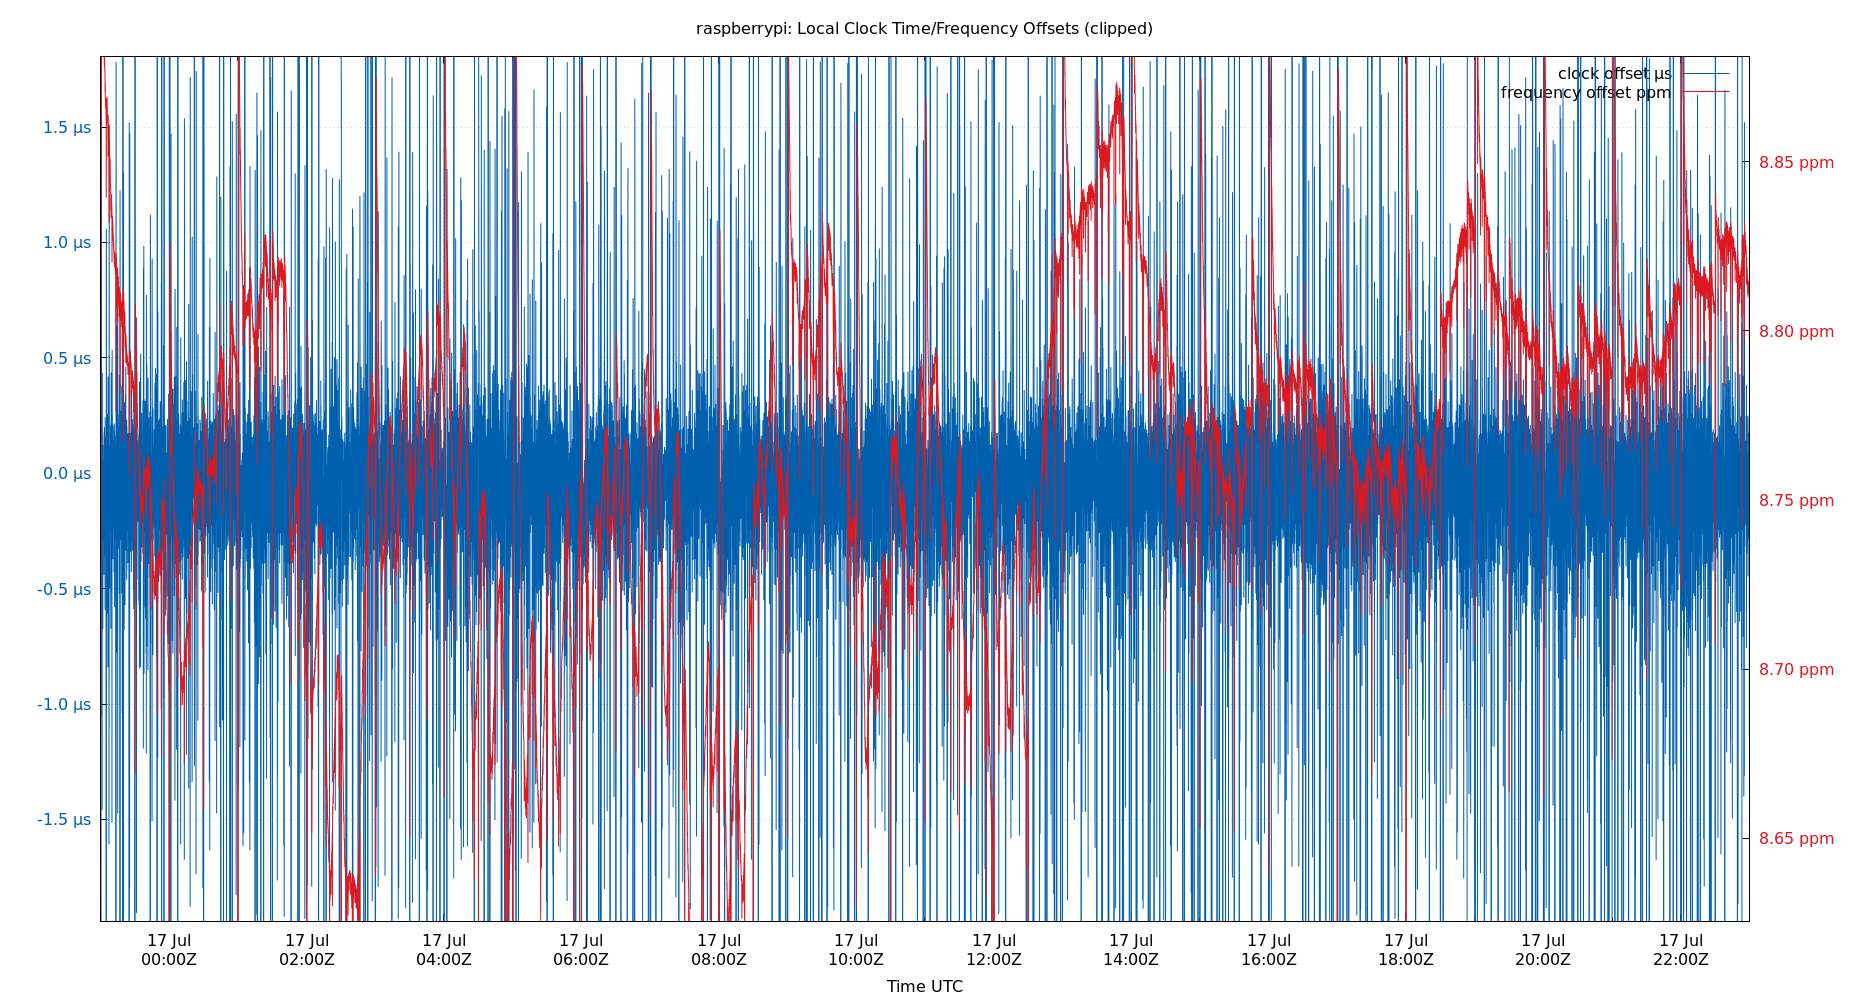 raspberrypi: Local Clock Time/Frequency Offsets (clipped)
clock offset µs
frequency offset ppm
1.5 µs
1.0 µs
0.5 µs
0.0 µs
-0.5 µs
-1.0 µs
-1.5 µs
8.85 ppm
8.80 ppm
8.75 ppm
8.70 ppm
8.65 ppm
17 Jul 17 Jul 17 Jul 17 Jul 17 Jul 17 Jul 17 Jul 17 Jul 17 Jul 17 Jul 17 Jul 17 Jul
00:00Z 02:00Z 04:00Z 06:00Z 08:00Z 10:00Z 12:00Z 14:00Z 16:00Z 18:00Z 20:00Z 22:00Z
Time UTC